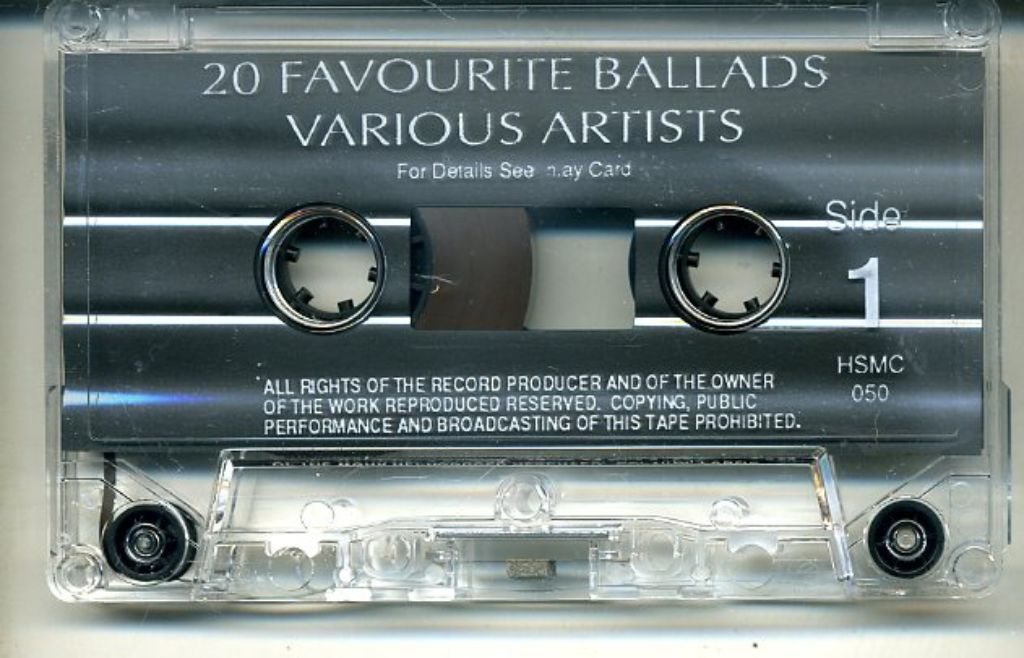 20 FAVOURITE BALLADS
VARIOUS ARTISTS
For Details See Card
Side
1
HSMC
050
ALL RIGHTS OF THE RECORD PRODUCER AND OF THE OWNER
OF THE WORK REPRODUCED RESERVED. COPYING, PUBLIC
PERFORMANCE AND BROADCASTING OF THIS TAPE PROHIBITED.